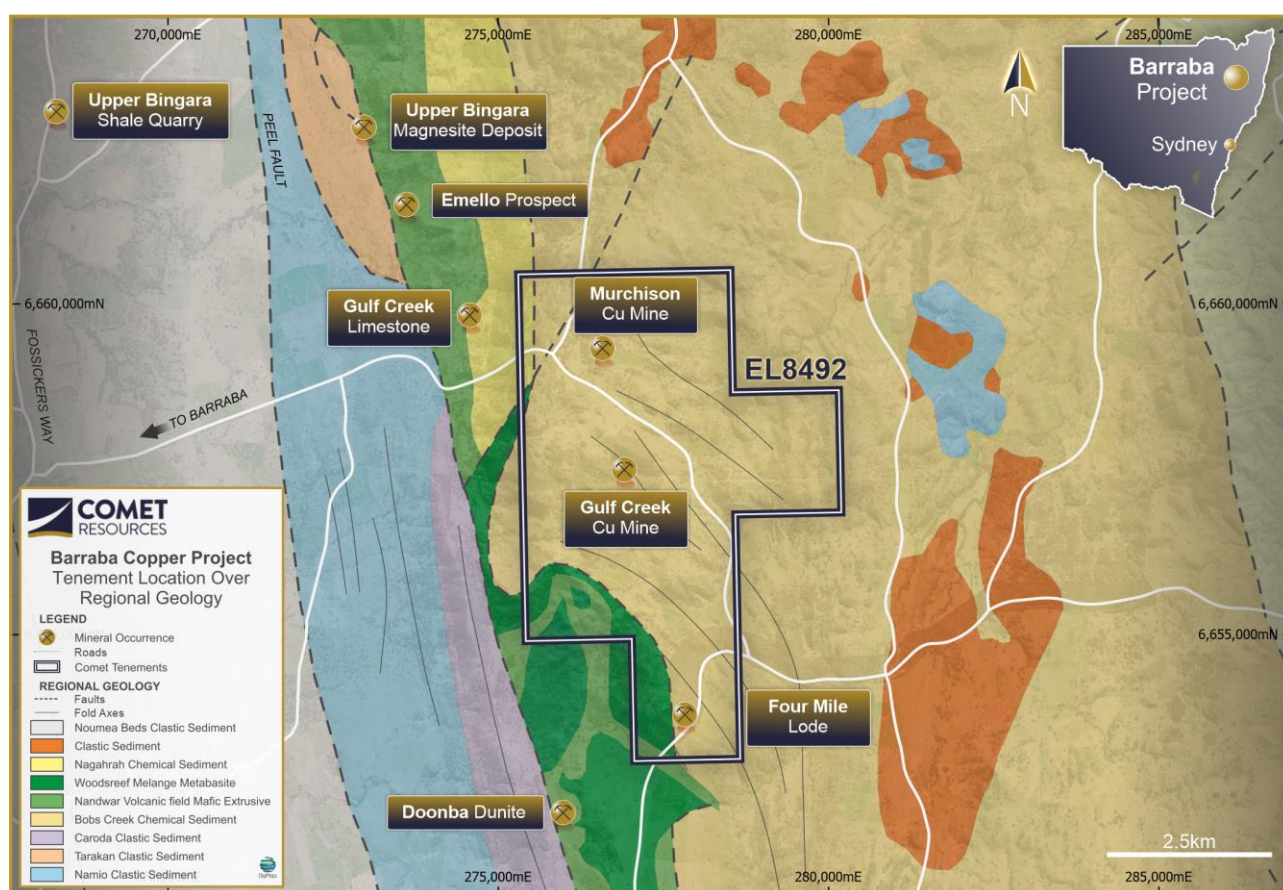 270,000mE
275,000mE
280,000mE
285,000mE
Upper Bingara
Shale Quarry
PEEL FAULT
Upper Bingara
Magnesite Deposit
N
Barraba
Project
Sydney
Emello Prospect
6,660,000mN
Gulf Creek
Limestone
Murchison
Cu Mine
6,660,000mN
FOSSICKERS WAY
EL8492
TO BARRABA
Gulf Creek
Cu Mine
COMET
RESOURCES
Barraba Copper Project
Tenement Location Over
Regional Geology
LEGEND
Mineral Occurrence
Roads
Comet Tenements
REGIONAL GEOLOGY
Faults
Fold Axes
Noumea Beds Clastic Sediment
Clastic Sediment
Nagahrah Chemical Sediment
Woodsreef Melange Metabasite
Nandwar Volcanic field Mafic Extrusive
Bobs Creek Chemical Sediment
Caroda Clastic Sediment
Tarakan Clastic Sediment
Namio Clastic Sediment
DigMaps
6,655,000mN
Four Mile
Lode
Doonba Dunite
2.5km
275,000mE
280,000mE
285,000mE